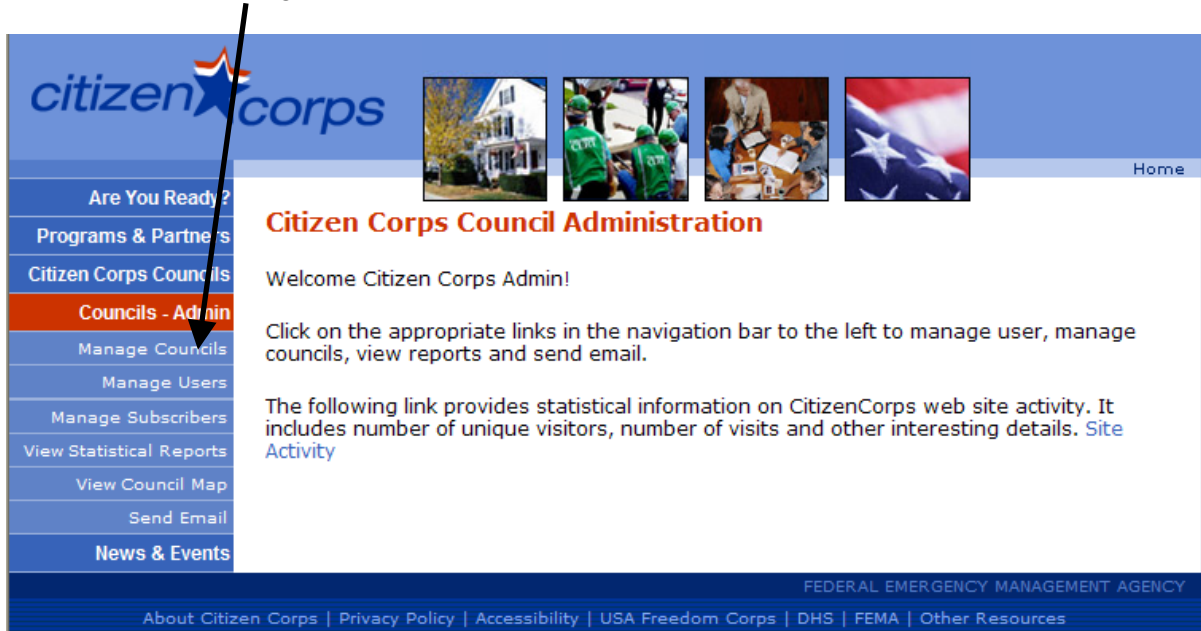 citizen corps
Home
Are You Ready?
Programs & Partners
Citizen Corps Councils
Councils - Admin
Manage Councils
Manage Users
Manage Subscribers
View Statistical Reports
View Council Map
Send Email
News & Events
Citizen Corps Council Administration
Welcome Citizen Corps Admin!
Click on the appropriate links in the navigation bar to the left to manage user, manage
councils, view reports and send email.
The following link provides statistical information on CitizenCorps web site activity. It
includes number of unique visitors, number of visits and other interesting details. Site
Activity
FEDERAL EMERGENCY MANAGEMENT AGENCY
About Citizen Corps | Privacy Policy | Accessibility | USA Freedom Corps | DHS | FEMA | Other Resources